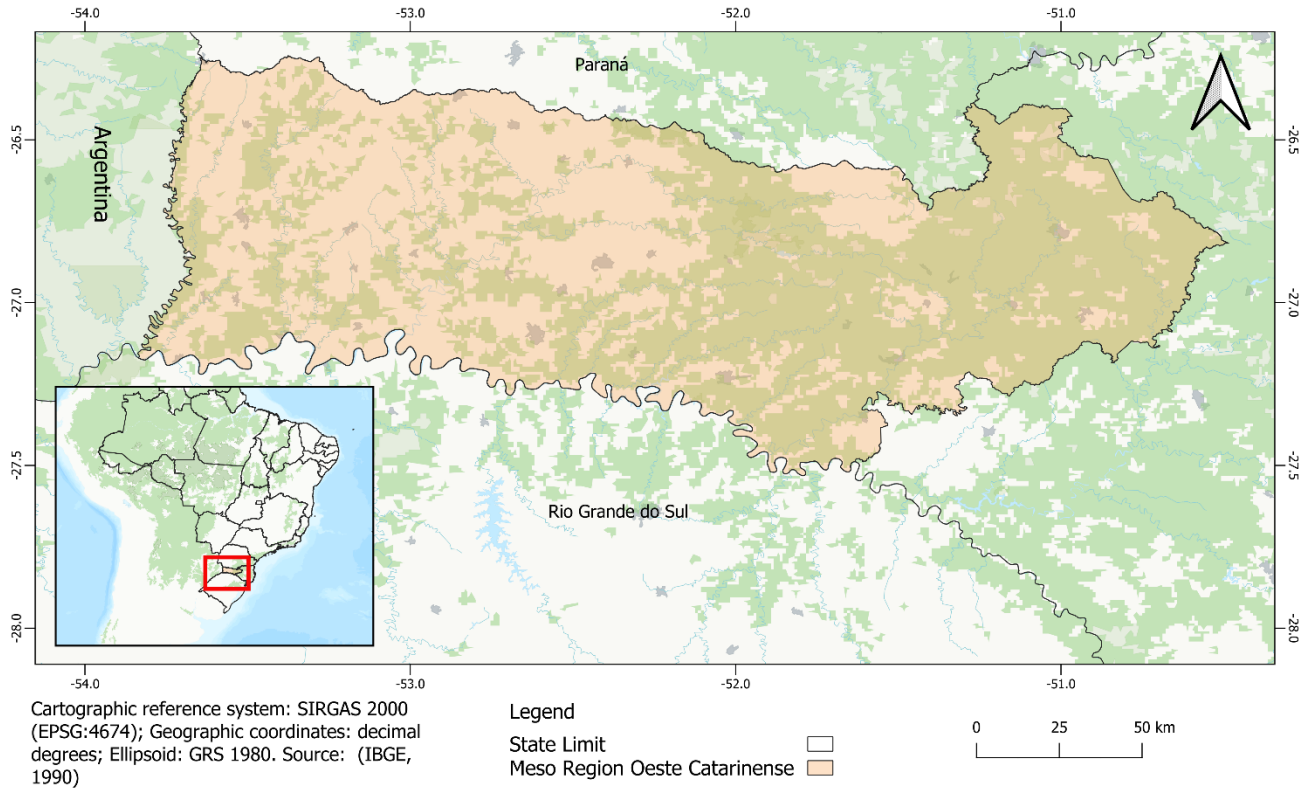 -54.0 -53.0 -52.0 -51.0
Paraná
Argentina
-26.5 -26.5
-27.0 -27.0
-27.5 -27.5
Rio Grande do Sul
-28.0 -28.0
-54.0 -53.0 -52.0 -51.0
Cartographic reference system: SIRGAS 2000
(EPSG:4674); Geographic coordinates: decimal
degrees; Ellipsoid: GRS 1980. Source: (IBGE,
1990)
Legend
State Limit
Meso Region Oeste Catarinense
0 25 50 km